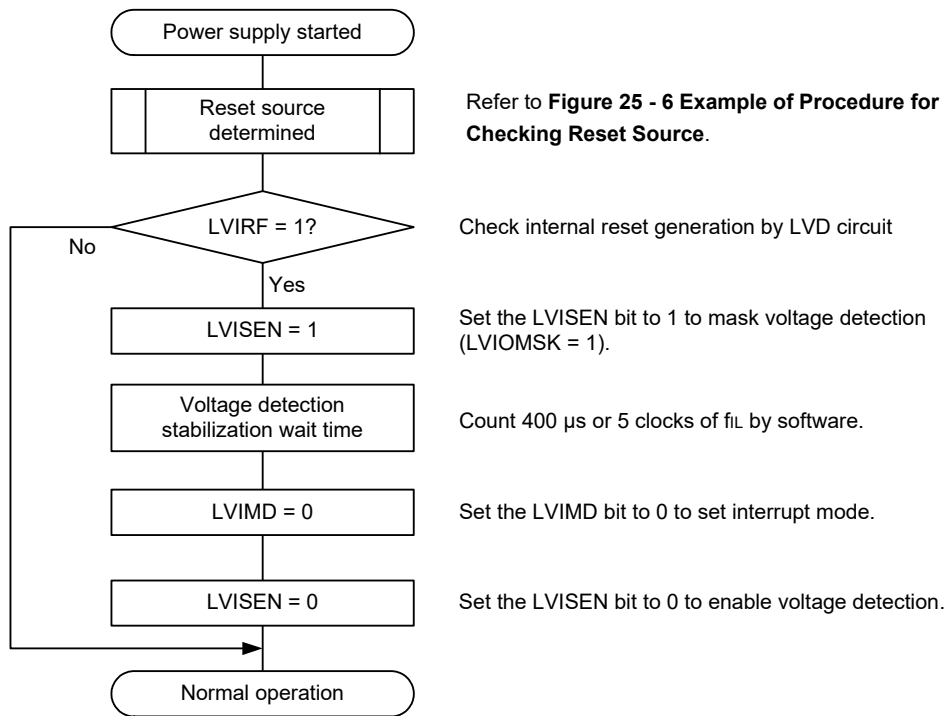 Power supply started
Reset source
determined
Refer to Figure 25 - 6 Example of Procedure for
Checking Reset Source.
LVIRF = 1?
Check internal reset generation by LVD circuit
No
Yes
LVISEN = 1
Set the LVISEN bit to 1 to mask voltage detection
(LVIOMSK = 1).
Voltage detection
stabilization wait time
Count 400 µs or 5 clocks of fIL by software.
LVIMD = 0
Set the LVIMD bit to 0 to set interrupt mode.
LVISEN = 0
Set the LVISEN bit to 0 to enable voltage detection.
Normal operation